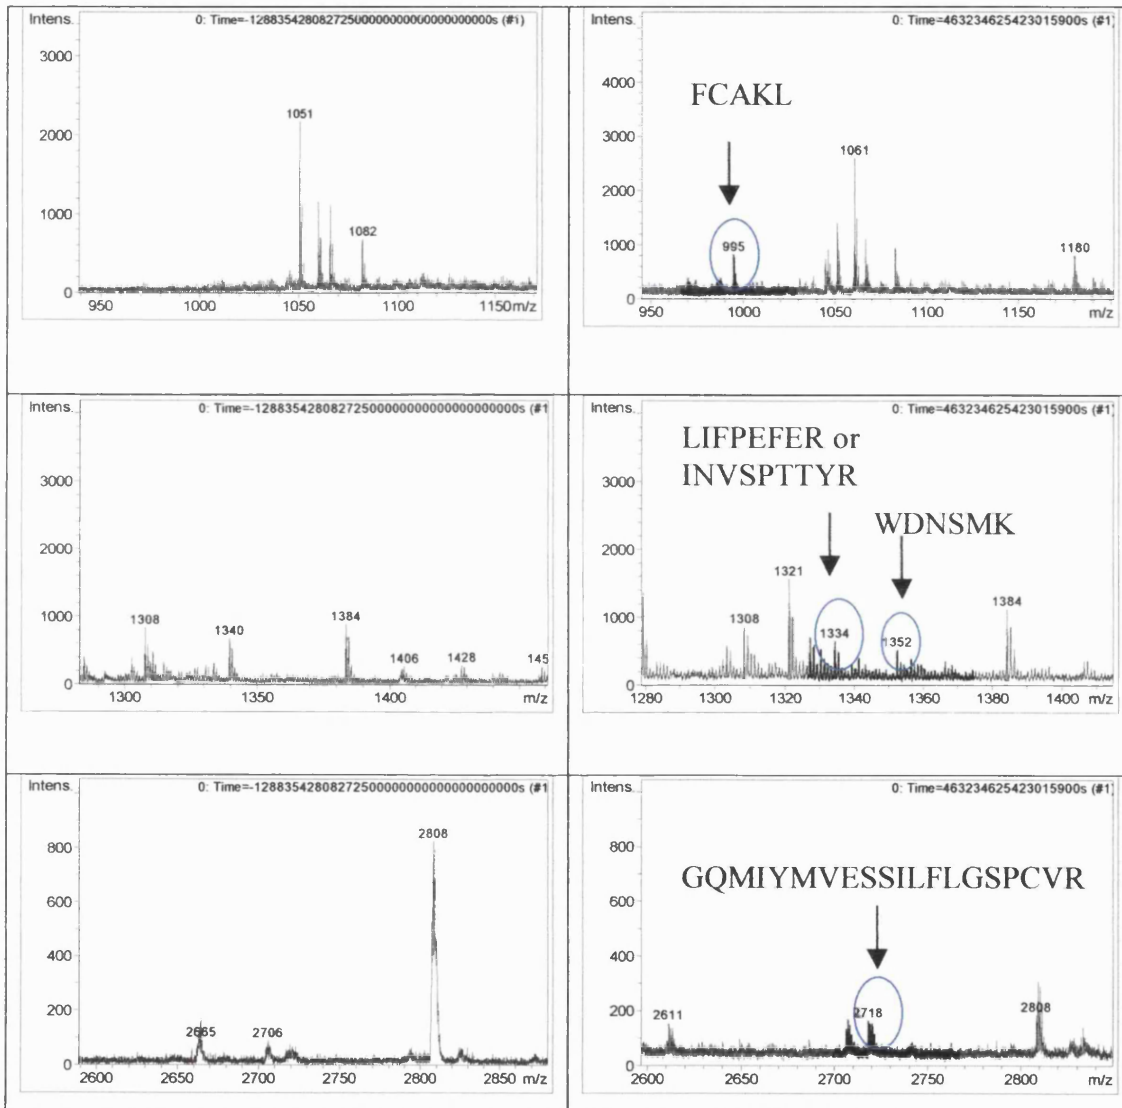 Intens. 0: Time=-1288354280827250000000000000000000s (#1)
3000
2000
1000
0
1051
1082
950 1000 1050 1100 1150 m/z
Intens. 0: Time=463234625423015900s (#1)
FCAKL
4000
3000
2000
1000
0
995
1061
1180
950 1000 1050 1100 1150 m/z
Intens. 0: Time=-1288354280827250000000000000000000s (#1
3000
2000
1000
0
1308
1340
1384
1406
1428
145
1300 1350 1400 m/z
Intens. 0: Time=463234625423015900s (#1)
LIFPEFER or
INVSPTTYR
WDNSMK
3000
2000
1000
0
1308
1321
1334
1352
1384
1280 1300 1320 1340 1360 1380 1400 m/z
Intens. 0: Time=-1288354280827250000000000000000000s (#1
800
600
400
200
0
2665
2706
2808
2600 2650 2700 2750 2800 2850 m/z
Intens. 0: Time=463234625423015900s (#1)
GQMIYMVESSILFLGSPCVR
800
600
400
200
0
2611
2718
2808
2600 2650 2700 2750 2800 m/z